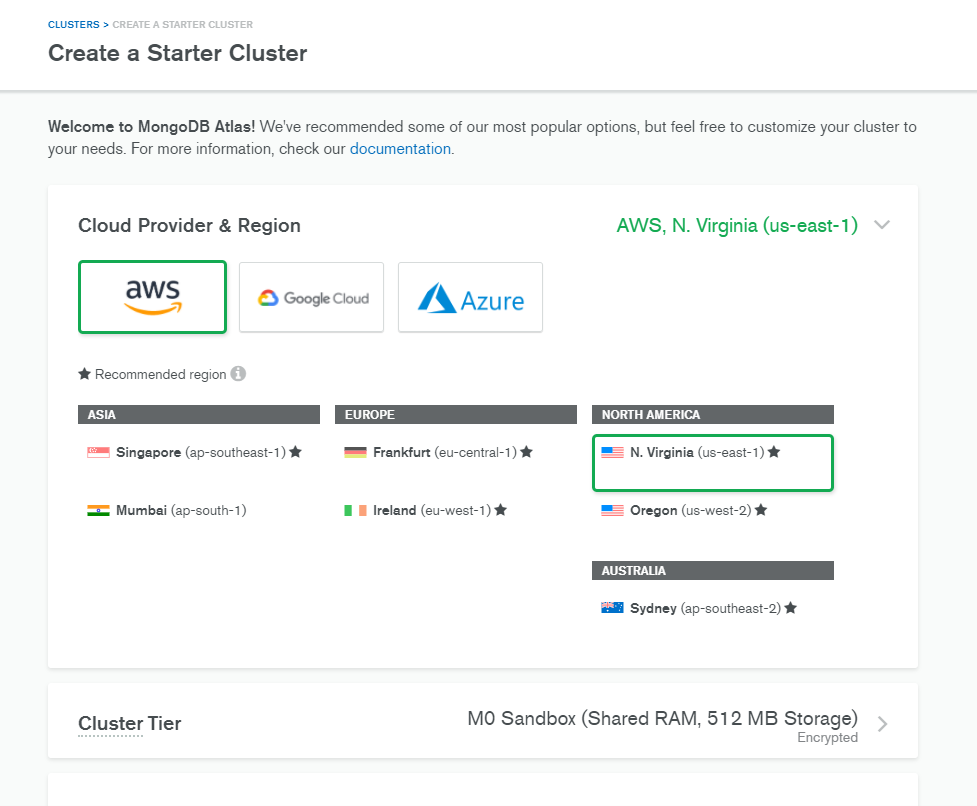 CLUSTERS > CREATE A STARTER CLUSTER
Create a Starter Cluster
Welcome to MongoDB Atlas! We've recommended some of our most popular options, but feel free to customize your cluster to
your needs. For more information, check our documentation.
Cloud Provider & Region
AWS, N. Virginia (us-east-1)
aws
Google Cloud
Azure
★ Recommended region
ASIA
Singapore (ap-southeast-1) ★
Mumbai (ap-south-1)
EUROPE
Frankfurt (eu-central-1) ★
Ireland (eu-west-1) ★
NORTH AMERICA
N. Virginia (us-east-1) ★
Oregon (us-west-2) ★
AUSTRALIA
Sydney (ap-southeast-2) ★
Cluster Tier
M0 Sandbox (Shared RAM, 512 MB Storage)
Encrypted